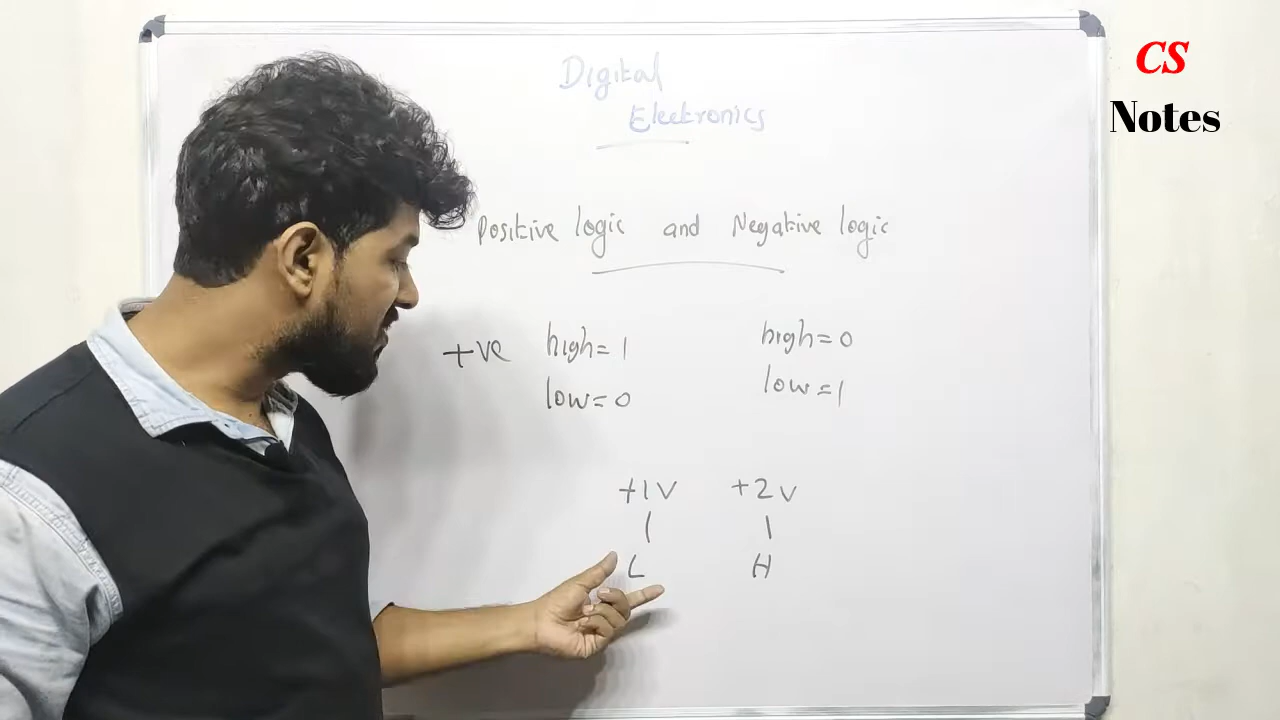 CS
Notes
Digital
Electronics
Positive logic and Negative logic
+ve high=1 high=0
low=0 low=1
+1V +2V
L H